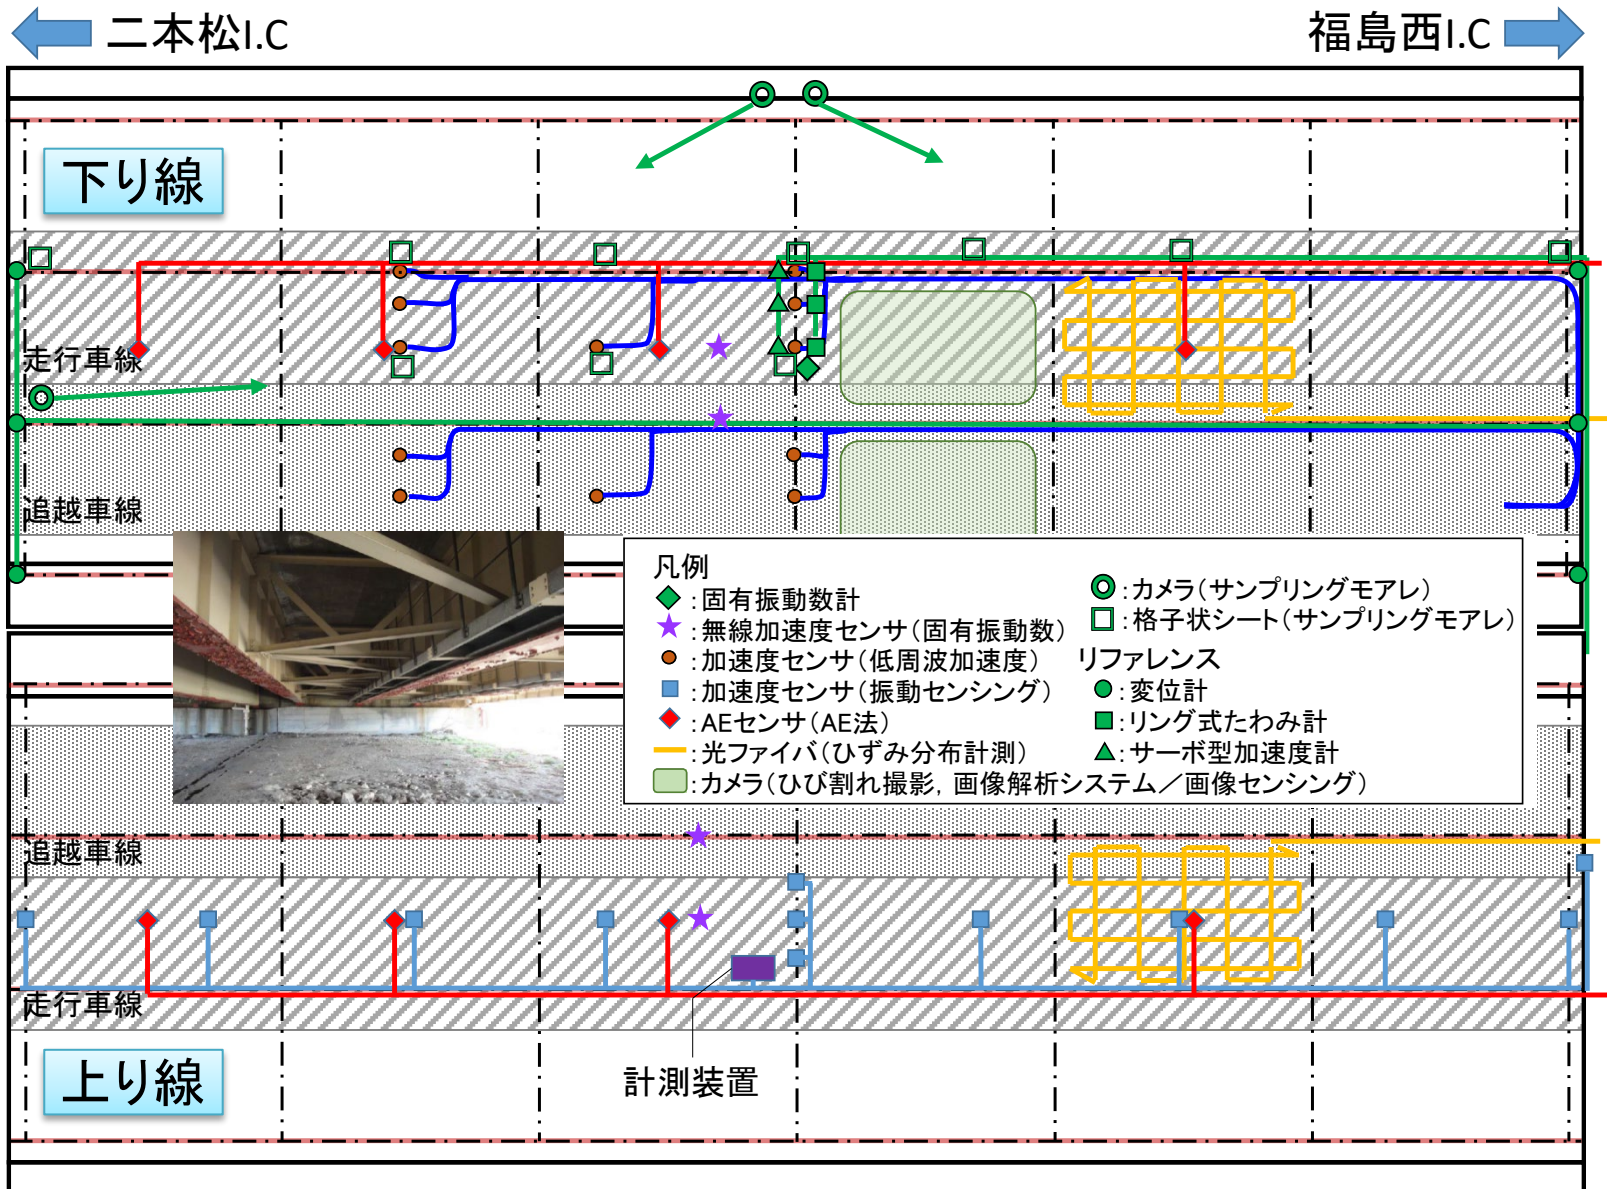 二本松I.C
福島西I.C
下り線
走行車線
追越車線
凡例
：固有振動数計
：無線加速度センサ（固有振動数）
：加速度センサ（低周波加速度）
：加速度センサ（振動センシング）
：AEセンサ（AE法）
：光ファイバ（ひずみ分布計測）
：カメラ（ひび割れ撮影，画像解析システム／画像センシング）
：カメラ（サンプリングモアレ）
：格子状シート（サンプリングモアレ）
リファレンス
：変位計
：リング式たわみ計
：サーボ型加速度計
追越車線
走行車線
計測装置
上り線